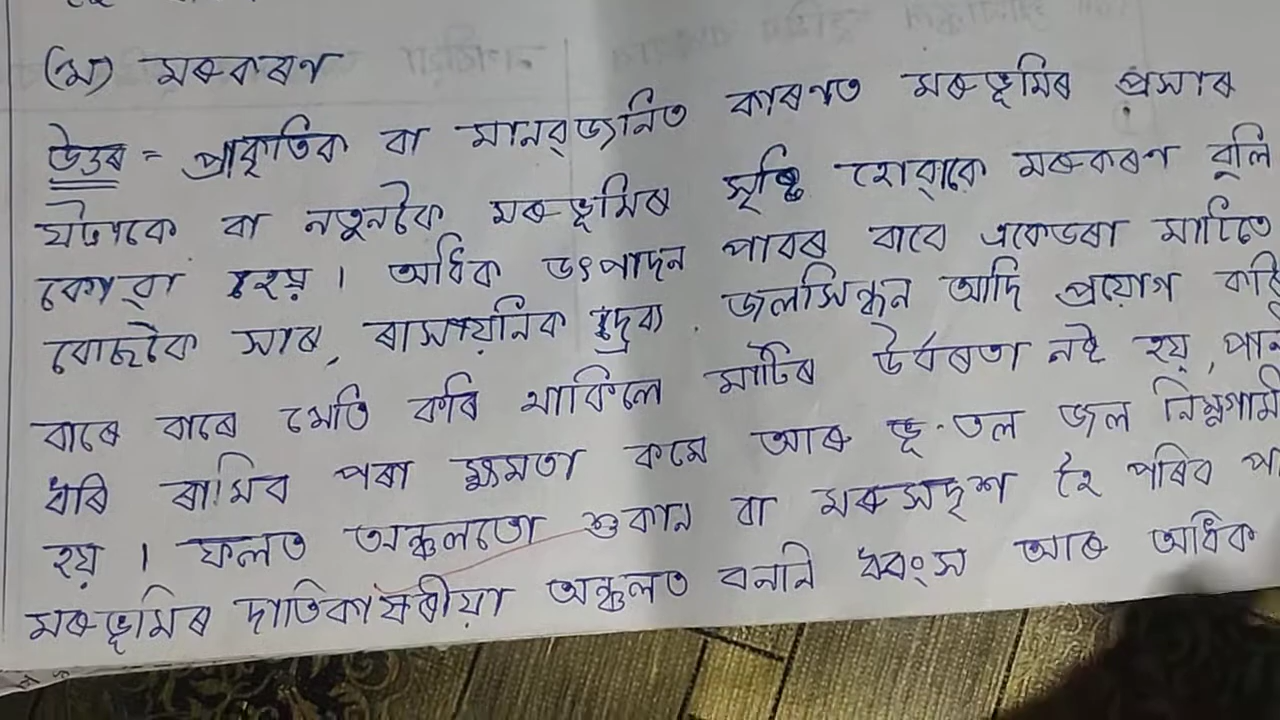 (ম) মৰুকৰণ
উত্তৰ = প্ৰাকৃতিক বা মানৱজনিত কাৰণত মৰুভূমিৰ প্ৰসাৰ
ঘটাকে বা নতুনকৈ মৰুভূমিৰ সৃষ্টি হোৱাকে মৰুকৰণ বুলি
কোৱা হয় । অধিক উৎপাদন পাবৰ বাবে একেডৰা মাটিতে
বেছিকৈ সাৰ, ৰাসায়নিক দ্ৰব্য, জলসিঞ্চন আদি প্ৰয়োগ কৰি
বাৰে বাৰে খেতি কৰি থাকিলে মাটিৰ উৰ্বৰতা নষ্ট হয়,
ধৰি ৰাখিব পৰা ক্ষমতা কমে আৰু ভূ-তল জল নিম্নগামী
হয় । ফলত অঞ্চলতো শুকান বা মৰুসদৃশ হৈ পৰিব
মৰুভূমিৰ দাতিকাষৰীয়া অঞ্চলত বননি ধ্বংস আৰু অধিক